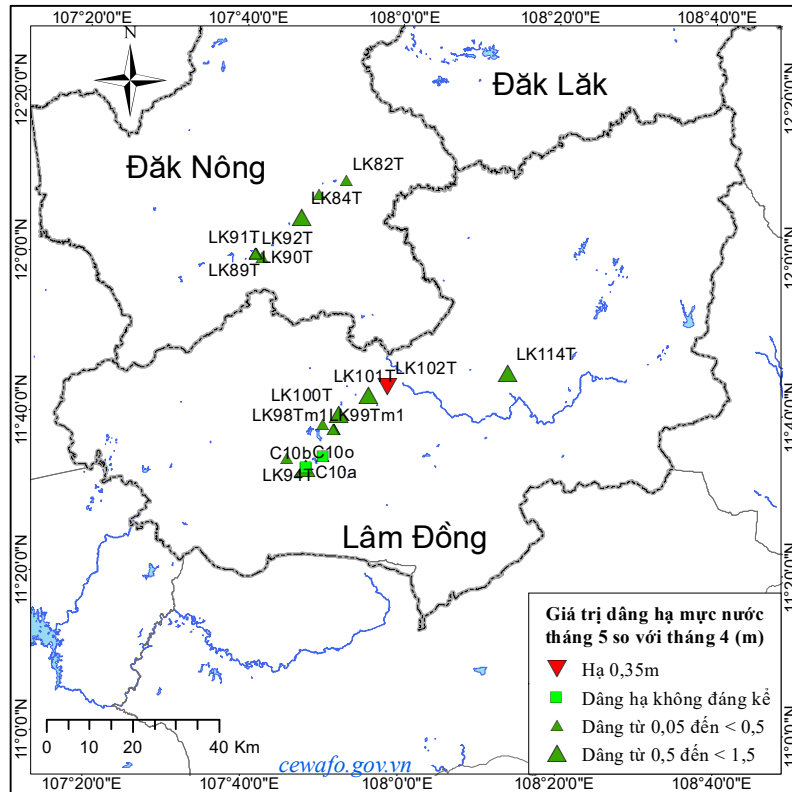 107°20'0"E 107°40'0"E 108°0'0"E 108°20'0"E 108°40'0"E
N
12°20'0"N
12°20'0"N
Đăk Lăk
Đăk Nông
LK82T
LK84T
LK91T LK92T
LK89T LK90T
12°0'0"N
12°0'0"N
LK114T
LK101T LK102T
LK100T
LK98Tm1 LK99Tm1
11°40'0"N
11°40'0"N
C10b C10o
LK94T C10a
Lâm Đồng
11°20'0"N
11°20'0"N
Giá trị dâng hạ mực nước
tháng 5 so với tháng 4 (m)
Hạ 0,35m
Dâng hạ không đáng kể
Dâng từ 0,05 đến < 0,5
Dâng từ 0,5 đến < 1,5
11°0'0"N
11°0'0"N
0 10 20 30 40 Km
cewafo.gov.vn
107°20'0"E 107°40'0"E 108°0'0"E 108°20'0"E 108°40'0"E